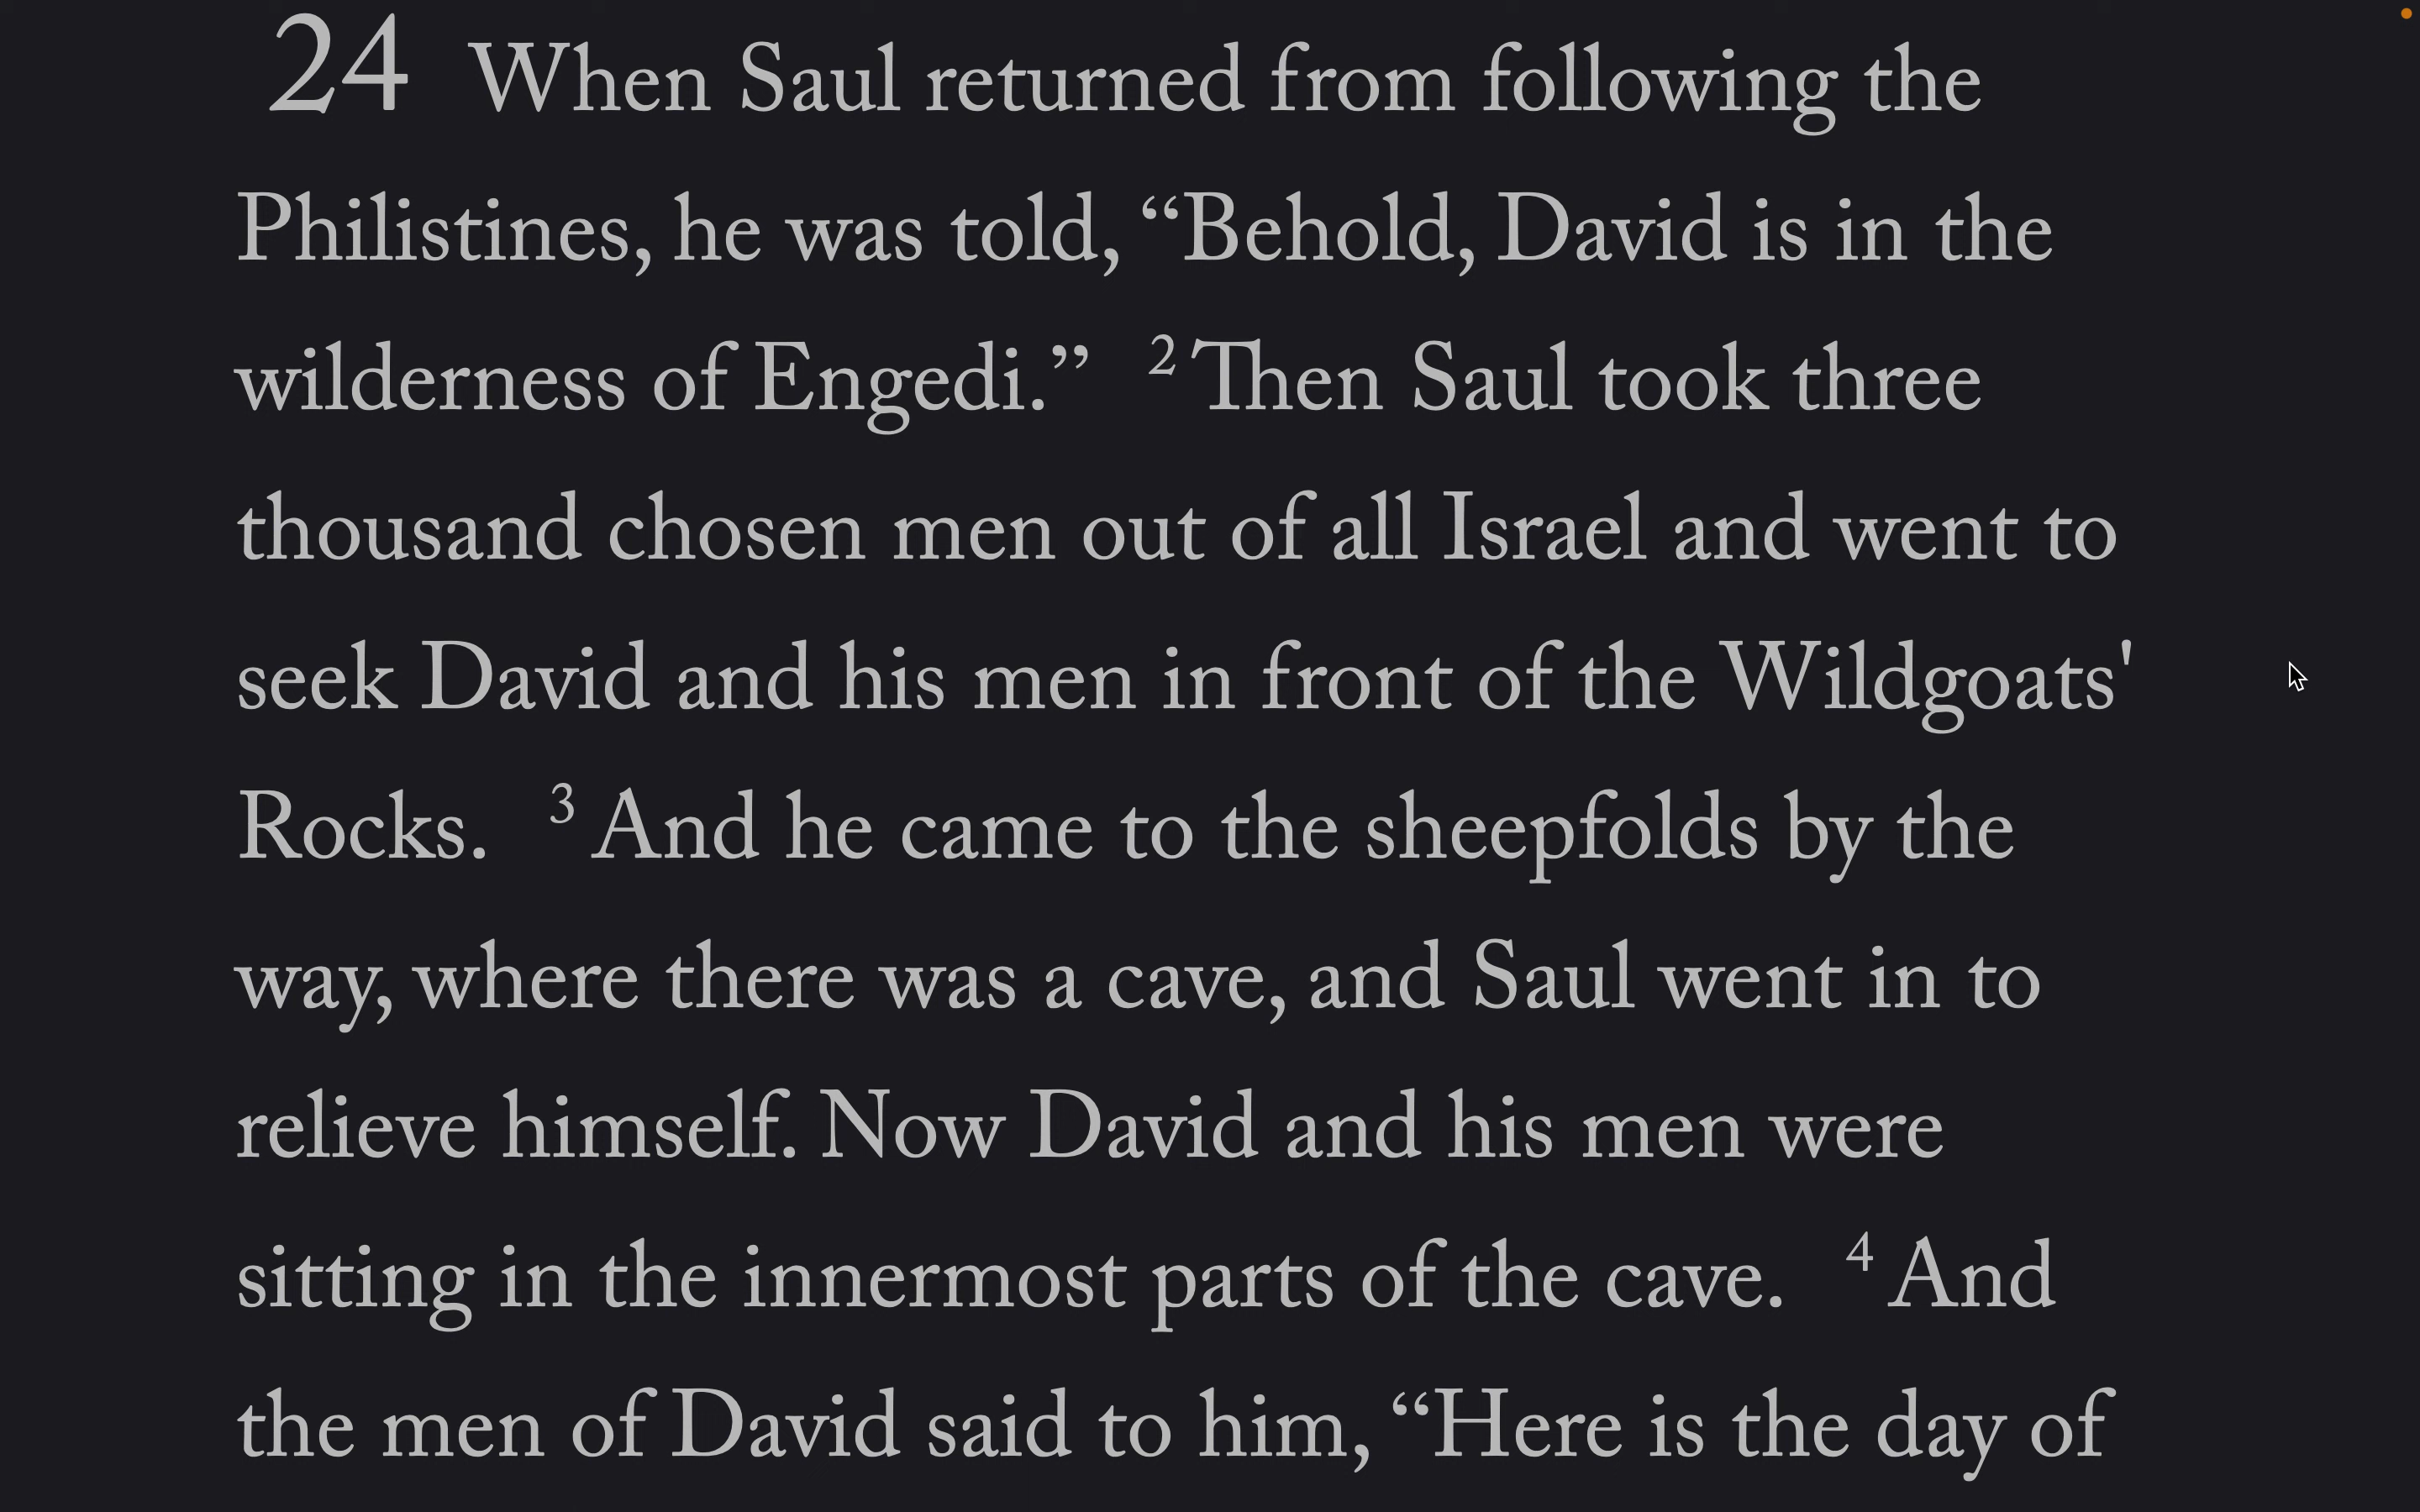 24 When Saul returned from following the
Philistines, he was told, “Behold, David is in the
wilderness of Engedi.” 2 Then Saul took three
thousand chosen men out of all Israel and went to
seek David and his men in front of the Wildgoats'
Rocks. 3 And he came to the sheepfolds by the
way, where there was a cave, and Saul went in to
relieve himself. Now David and his men were
sitting in the innermost parts of the cave. 4 And
the men of David said to him, “Here is the day of